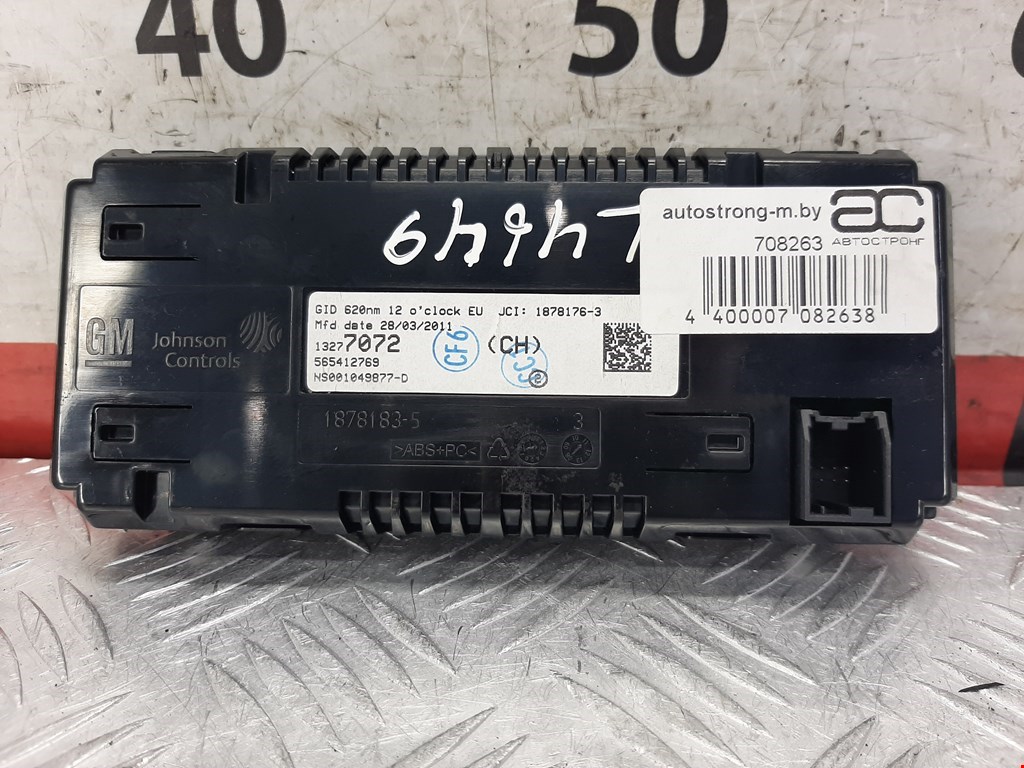 40 50
autostrong-m.by
AC
708263 АВТОСТРОНГ
4 400007 082638
GM
Johnson
Controls
GID 620nm 12 o'clock EU JCI: 1878176-3
Mfd date 28/03/2011
13277072 (CH)
565412769
NS001049877-D
CF6
1878183-5 3
>ABS+PC<